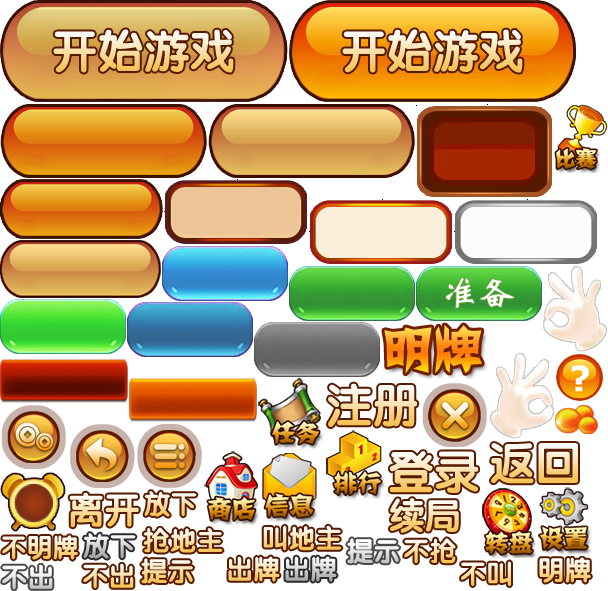 开始游戏
开始游戏
比赛
准备
明牌
?
任务
注册
1
2
排行
登录
返回
商店
信息
离开
放下
续局
转盘
设置
不明牌
放下
抢地主
叫地主
提示
不抢
不出
不出
提示
出牌
出牌
不叫
明牌